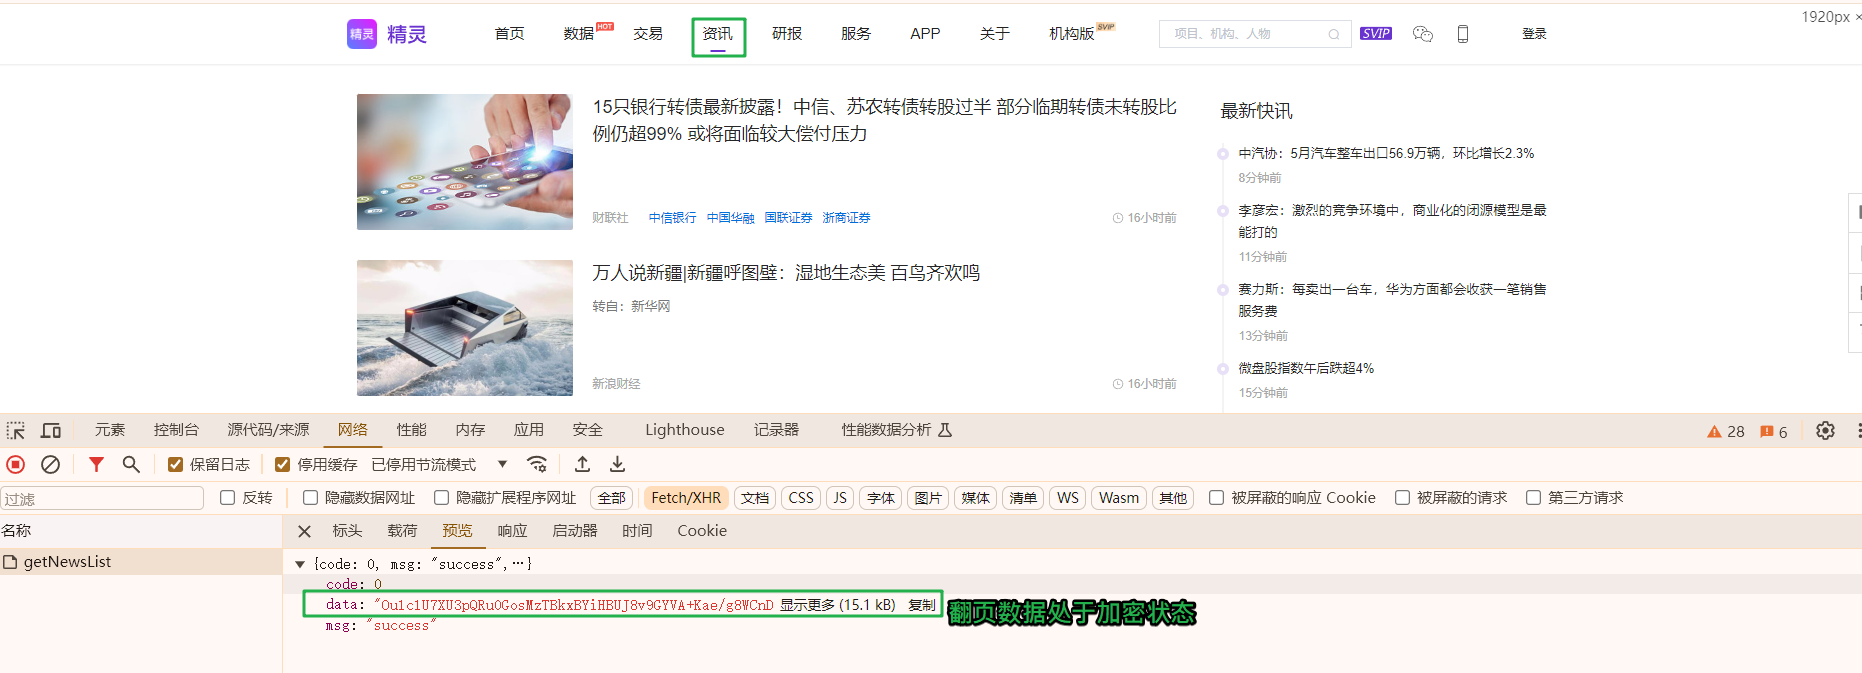 1920px ×
精灵 精灵 首页 数据 HOT 交易 资讯 研报 服务 APP 关于 机构版 SVIP 项目、机构、人物 SVIP 登录
15只银行转债最新披露！中信、苏农转债转股过半 部分临期转债未转股比
例仍超99% 或将面临较大偿付压力
财联社 中信银行 中国华融 国联证券 浙商证券 16小时前
万人说新疆|新疆呼图壁：湿地生态美 百鸟齐欢鸣
转自：新华网
新浪财经 16小时前
最新快讯
中汽协：5月汽车整车出口56.9万辆，环比增长2.3%
8分钟前
李彦宏：激烈的竞争环境中，商业化的闭源模型是最
能打的
11分钟前
赛力斯：每卖出一台车，华为方面都会收获一笔销售
服务费
13分钟前
微盘股指数午后跌超4%
15分钟前
元素 控制台 源代码/来源 网络 性能 内存 应用 安全 Lighthouse 记录器 性能数据分析 28 6
保留日志 停用缓存 已停用节流模式
过滤 反转 隐藏数据网址 隐藏扩展程序网址 全部 Fetch/XHR 文档 CSS JS 字体 图片 媒体 清单 WS Wasm 其他 被屏蔽的响应 Cookie 被屏蔽的请求 第三方请求
名称 标头 载荷 预览 响应 启动器 时间 Cookie
getNewsList
{code: 0, msg: "success",…}
code: 0
data: "Ou1c1U7XU3pQRu0GosMzTBkxBYiHBUJ8v9GYVA+Kae/g8WCnD 显示更多 (15.1 kB) 复制 翻页数据处于加密状态
msg: "success"